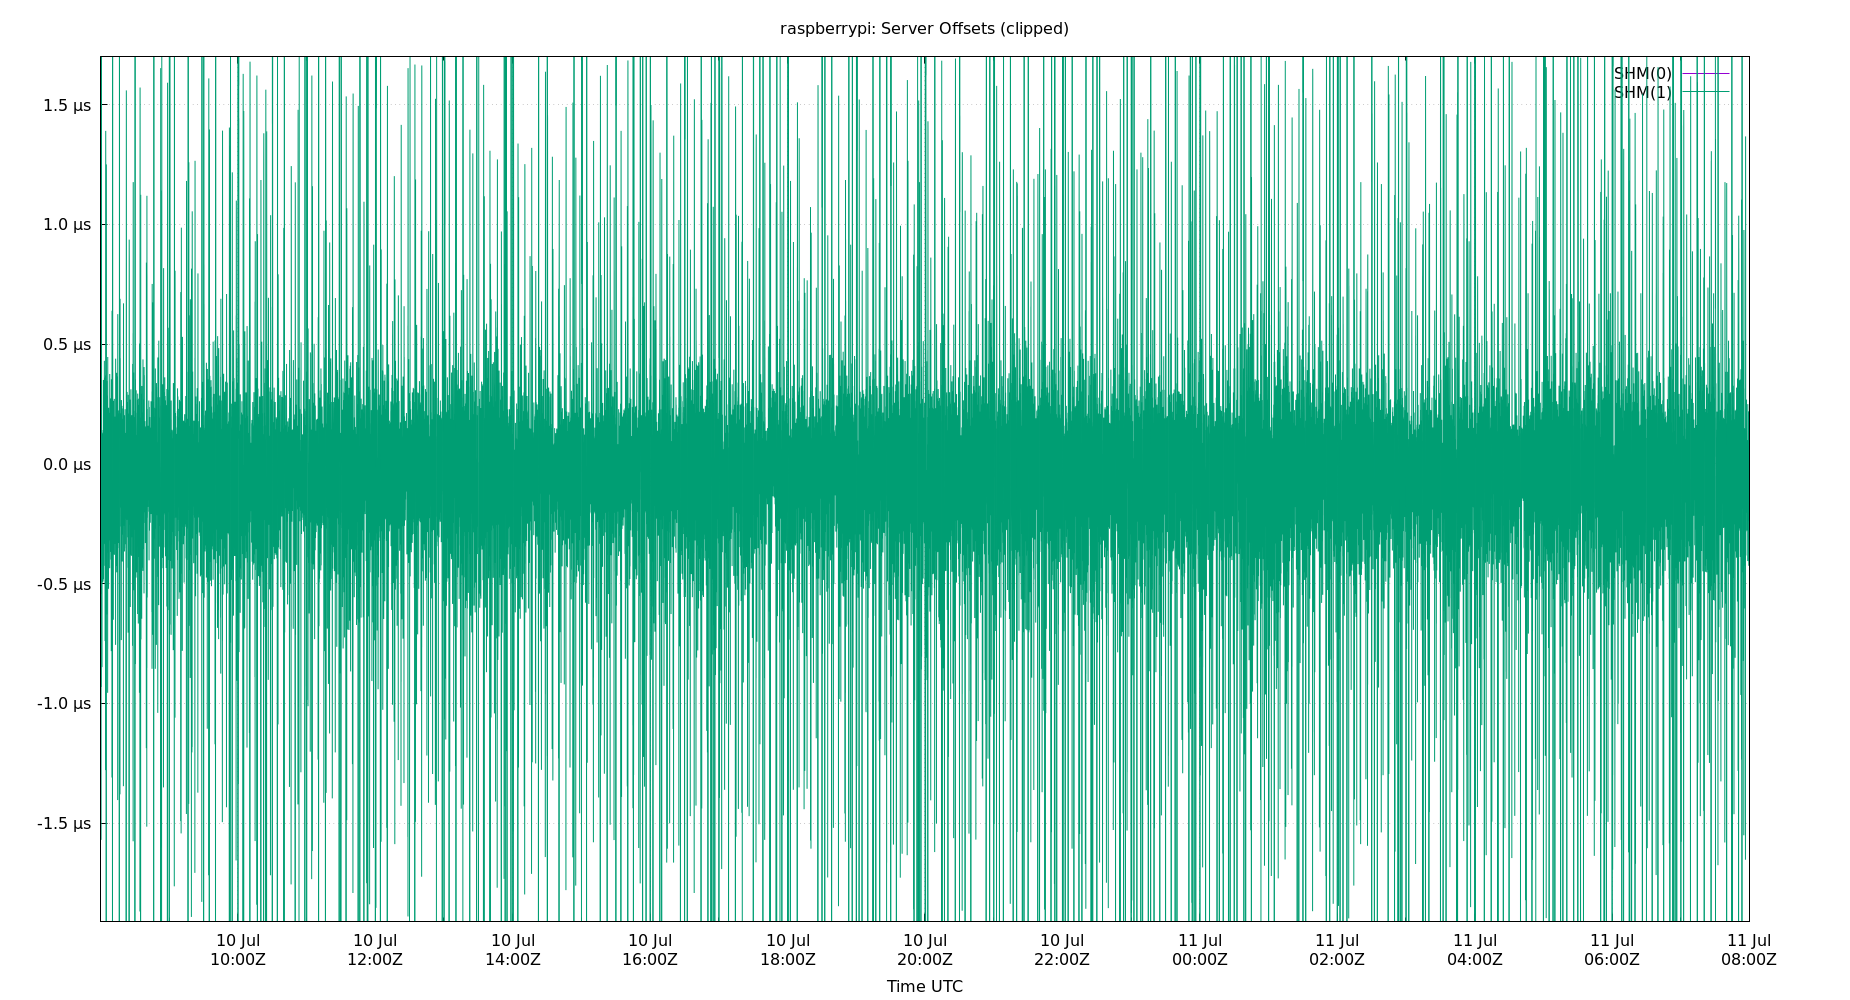 raspberrypi: Server Offsets (clipped)
SHM(0)
SHM(1)
1.5 µs
1.0 µs
0.5 µs
0.0 µs
-0.5 µs
-1.0 µs
-1.5 µs
10 Jul 10 Jul 10 Jul 10 Jul 10 Jul 10 Jul 10 Jul 11 Jul 11 Jul 11 Jul 11 Jul 11 Jul
10:00Z 12:00Z 14:00Z 16:00Z 18:00Z 20:00Z 22:00Z 00:00Z 02:00Z 04:00Z 06:00Z 08:00Z
Time UTC